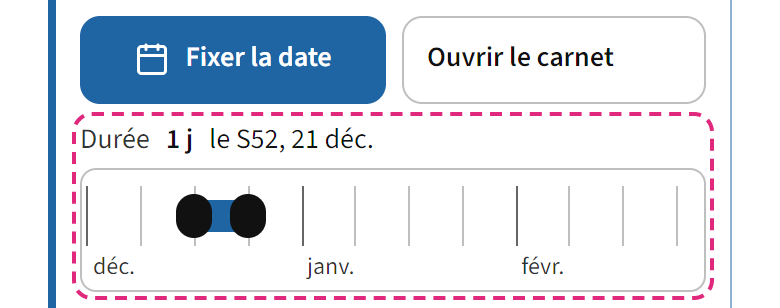 Fixer la date
Ouvrir le carnet
Durée 1 j le S52, 21 déc.
déc. janv. févr.